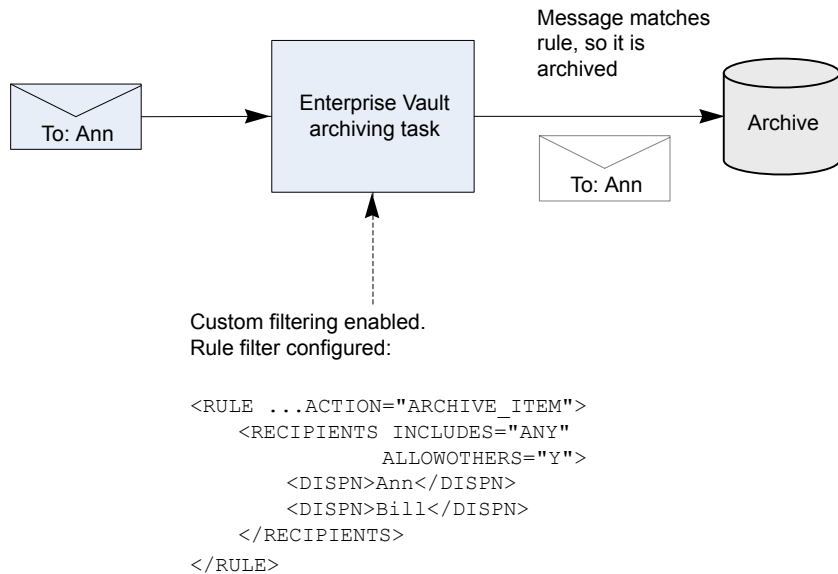 Message matches
rule, so it is
archived
To: Ann
Enterprise Vault
archiving task
Archive
To: Ann
Custom filtering enabled.
Rule filter configured:
<RULE ...ACTION="ARCHIVE_ITEM">
    <RECIPIENTS INCLUDES="ANY"
                ALLOWOTHERS="Y">
        <DISPN>Ann</DISPN>
        <DISPN>Bill</DISPN>
    </RECIPIENTS>
</RULE>